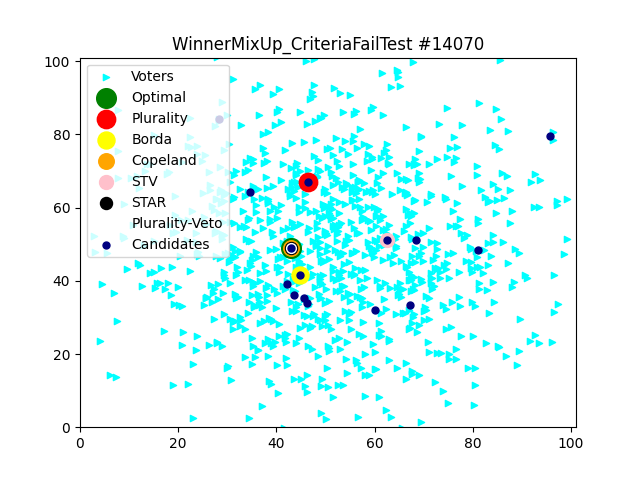 WinnerMixUp_CriteriaFailTest #14070
Voters
Optimal
Plurality
Borda
Copeland
STV
STAR
Plurality-Veto
Candidates
100
80
60
40
20
0
0 20 40 60 80 100